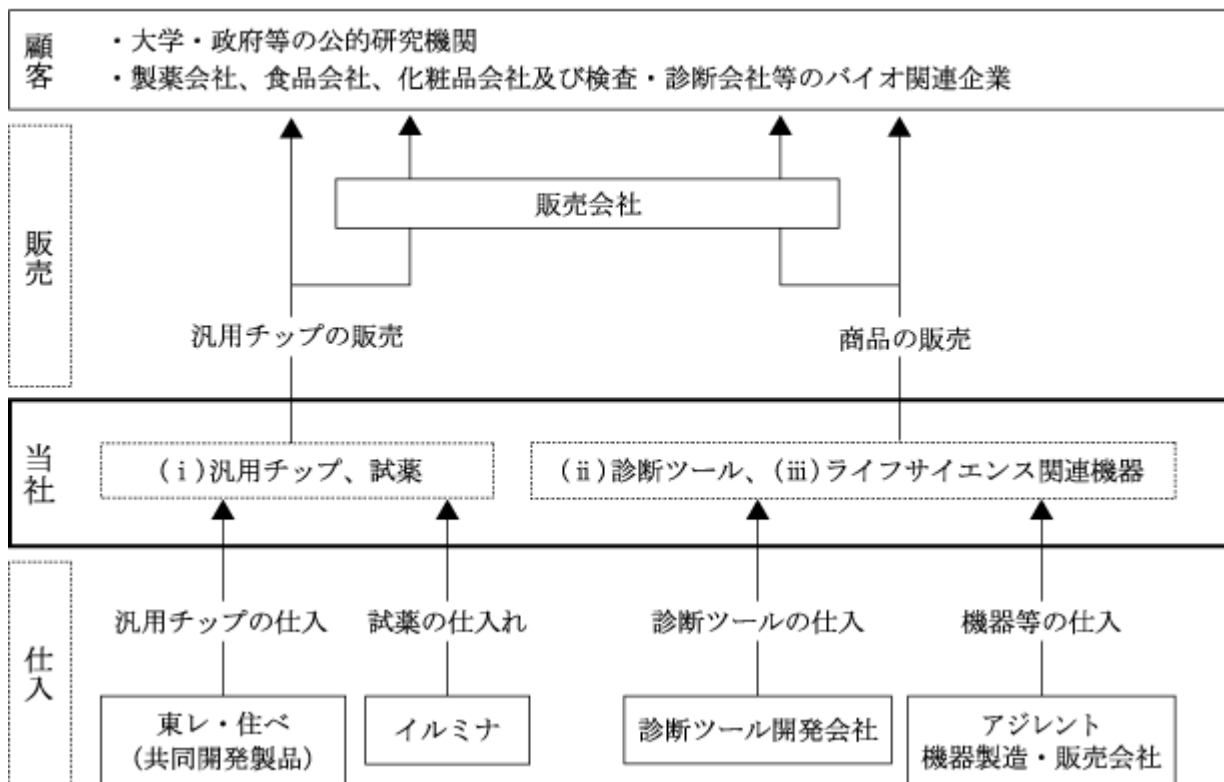 顧客
・大学・政府等の公的研究機関
・製薬会社、食品会社、化粧品会社及び検査・診断会社等のバイオ関連企業
販売
販売会社
汎用チップの販売
商品の販売
当社
(ⅰ)汎用チップ、試薬
(ⅱ)診断ツール、(ⅲ)ライフサイエンス関連機器
仕入
汎用チップの仕入
試薬の仕入れ
診断ツールの仕入
機器等の仕入
東レ・住べ
(共同開発製品)
イルミナ
診断ツール開発会社
アジレント
機器製造・販売会社